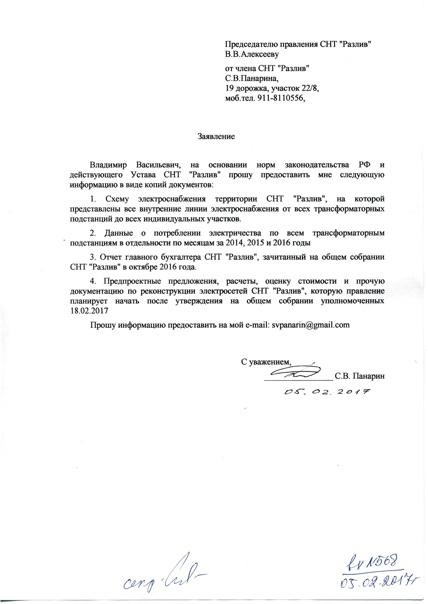 Председателю правления СНТ "Разлив"
В.В.Алексееву
от члена СНТ "Разлив"
С.В.Панарина,
19 дорожка, участок 22/8,
моб.тел. 911-8110556,
Заявление
Владимир Васильевич, на основании норм законодательства РФ и
действующего Устава СНТ "Разлив" прошу предоставить мне следующую
информацию в виде копий документов:
1. Схему электроснабжения территории СНТ "Разлив", на которой
представлены все внутренние линии электроснабжения от всех трансформаторных
подстанций до всех индивидуальных участков.
2. Данные о потреблении электричества по всем трансформаторным
подстанциям в отдельности по месяцам за 2014, 2015 и 2016 годы
3. Отчет главного бухгалтера СНТ "Разлив", зачитанный на общем собрании
СНТ "Разлив" в октябре 2016 года.
4. Предпроектные предложения, расчеты, оценку стоимости и прочую
документацию по реконструкции электросетей СНТ "Разлив", которую правление
планирует начать после утверждения на общем собрании уполномоченных
18.02.2017
Прошу информацию предоставить на мой e-mail: svpanarin@gmail.com
С уважением,
С.В. Панарин
05.02.2017
секр.
Вх №568
05.02.2017г